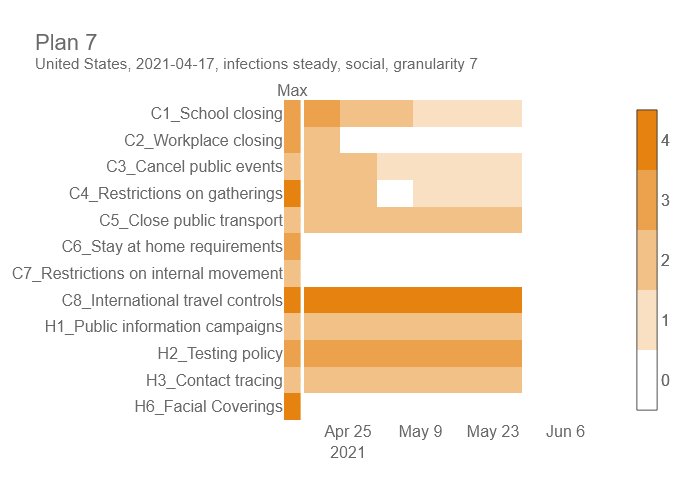 Plan 7
United States, 2021-04-17, infections steady, social, granularity 7
Max
C1_School closing
C2_Workplace closing
C3_Cancel public events
C4_Restrictions on gatherings
C5_Close public transport
C6_Stay at home requirements
C7_Restrictions on internal movement
C8_International travel controls
H1_Public information campaigns
H2_Testing policy
H3_Contact tracing
H6_Facial Coverings
4
3
2
1
0
Apr 25 May 9 May 23 Jun 6
2021